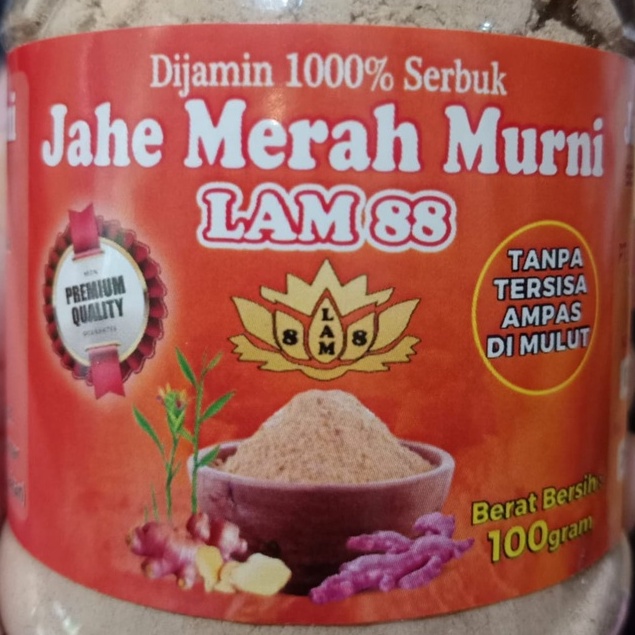 Dijamin 1000% Serbuk
Jahe Merah Murni
LAM 88
PREMIUM
QUALITY
8 LAM 8
TANPA
TERSISA
AMPAS
DI MULUT
Berat Bersih
100gram